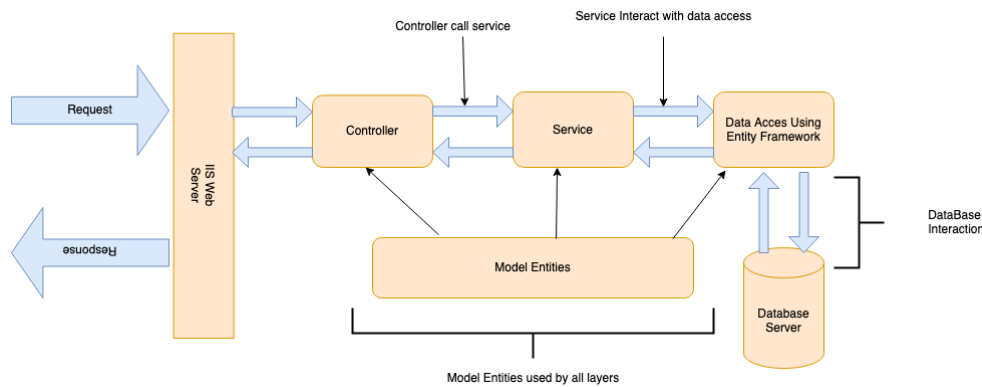 Controller call service
Service Interact with data access
Request
IIS Web
Server
Controller
Service
Data Acces Using
Entity Framework
Response
Model Entities
DataBase
Interaction
Database
Server
Model Entities used by all layers